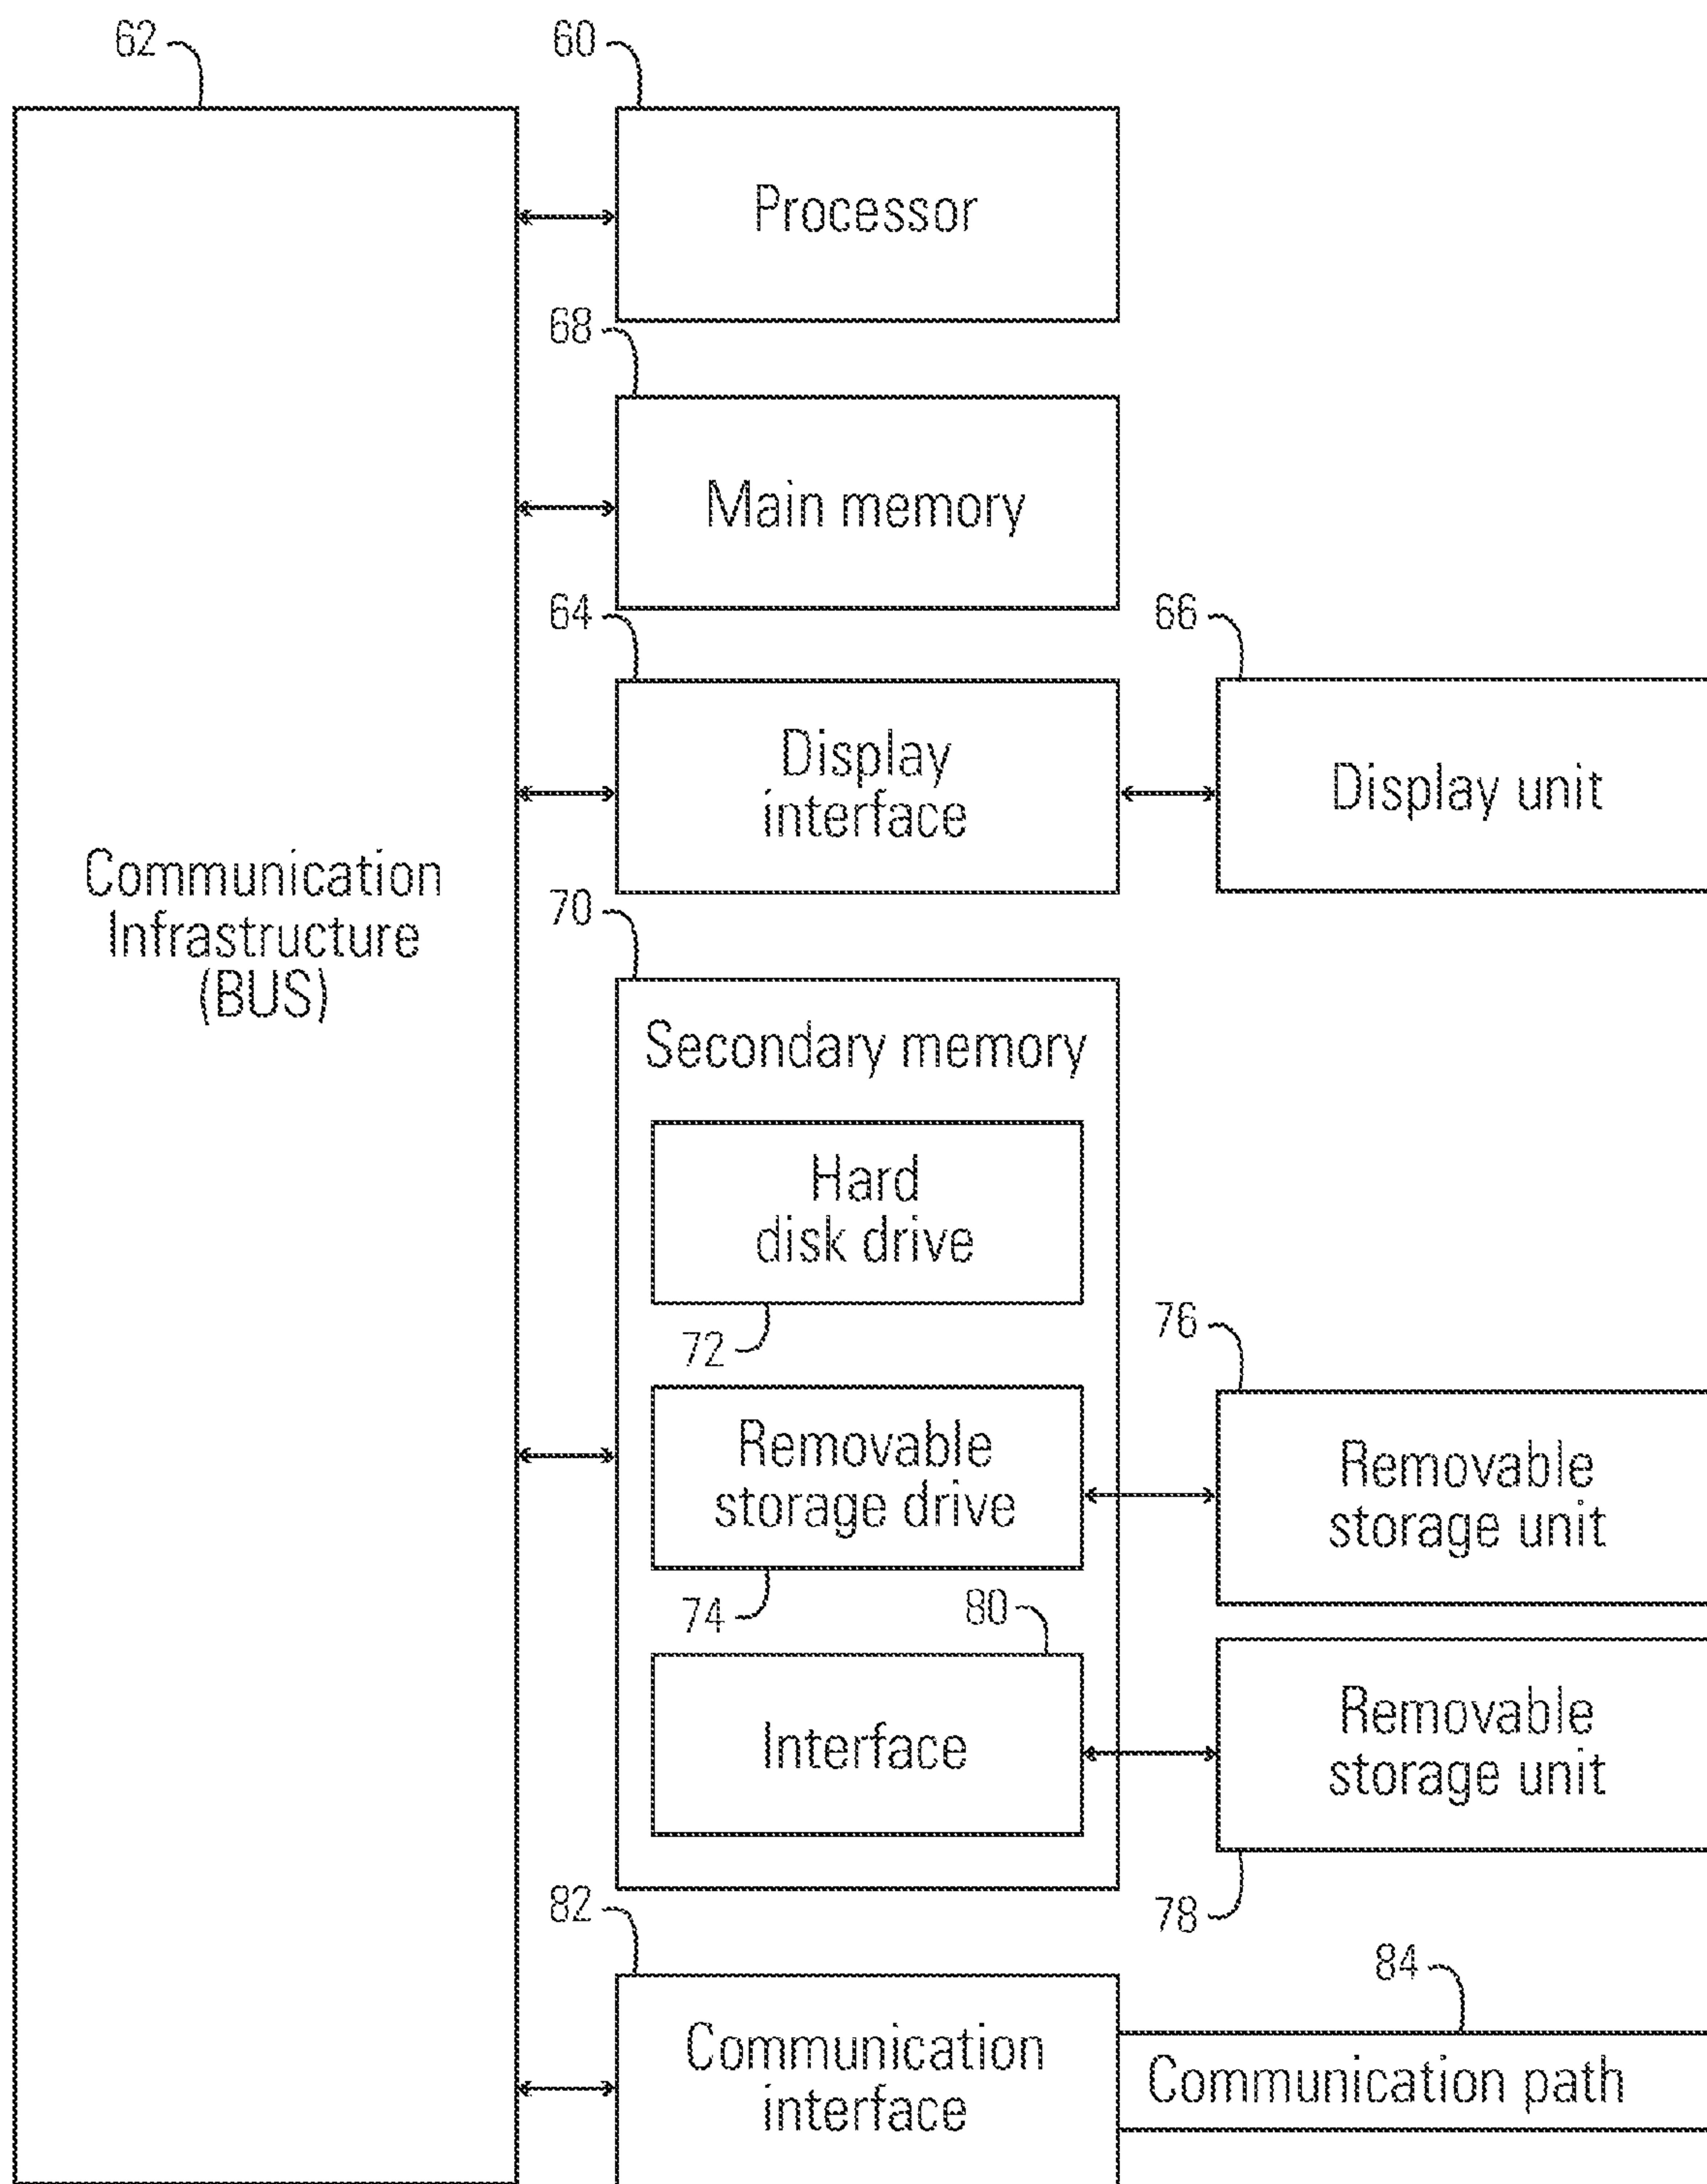 62
60
Processor
68
Main memory
64
66
Display
interface
Display unit
Communication
Infrastructure
(BUS)
70
Secondary memory
Hard
disk drive
72
76
Removable
storage drive
Removable
storage unit
74
80
Interface
Removable
storage unit
78
82
84
Communication
interface
Communication path